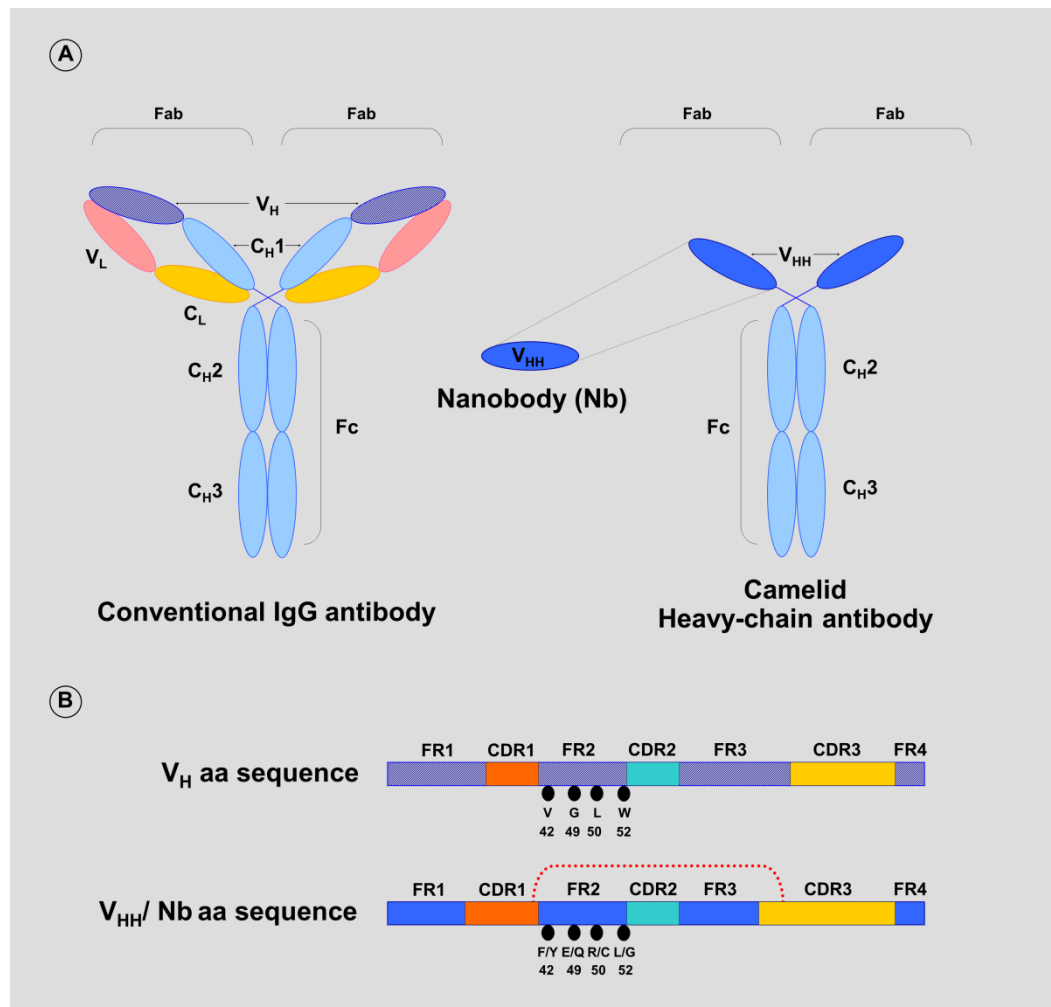 A
Fab Fab Fab Fab
VH
CH1
VL
CL
CH2
Fc
CH3
Conventional IgG antibody
VHH
VHH
Nanobody (Nb)
CH2
Fc
CH3
Camelid
Heavy-chain antibody
B
FR1 CDR1 FR2 CDR2 FR3 CDR3 FR4
VH aa sequence
V G L W
42 49 50 52
FR1 CDR1 FR2 CDR2 FR3 CDR3 FR4
VHH/ Nb aa sequence
F/Y E/Q R/C L/G
42 49 50 52